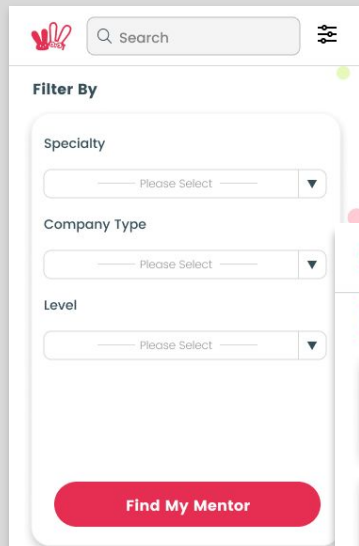 Search
Filter By
Specialty
Please Select
Company Type
Please Select
Level
Please Select
Find My Mentor